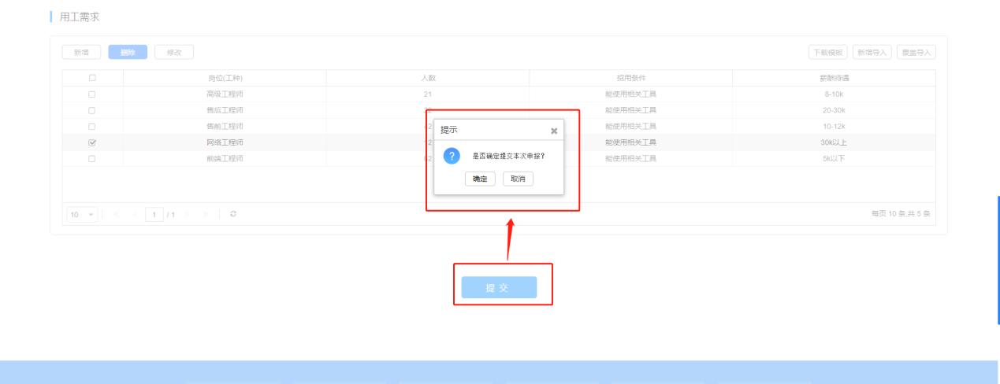 用工需求
新增 删除 修改 下载模板 新增导入 覆盖导入
岗位(工种) 人数 招用条件 薪酬待遇
高级工程师 21 能使用相关工具 8-10k
售后工程师 能使用相关工具 20-30k
售前工程师 能使用相关工具 10-12k
网络工程师 能使用相关工具 30k以上
前端工程师 能使用相关工具 5k以下
提示
是否确定提交本次申报?
确定 取消
10 1 /1 每页 10 条,共 5 条
提交